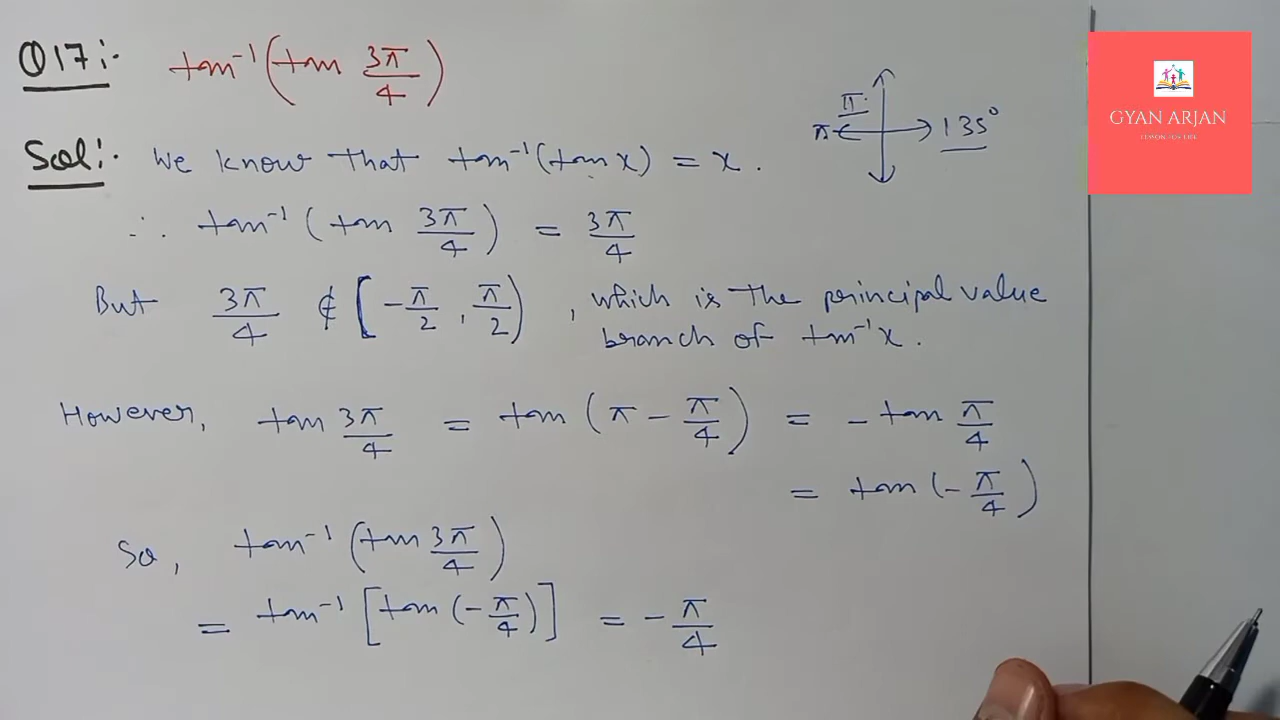 Q17:- tan⁻¹(tan 3π/4)
Sol:- We know that tan⁻¹(tan x) = x.
∴ tan⁻¹(tan 3π/4) = 3π/4
But 3π/4 ∉ [-π/2, π/2), which is the principal value
branch of tan⁻¹x.
However, tan 3π/4 = tan(π - π/4) = - tan π/4
= tan(-π/4)
So, tan⁻¹(tan 3π/4)
= tan⁻¹[tan(-π/4)] = - π/4
II.
π 135°
GYAN ARJAN